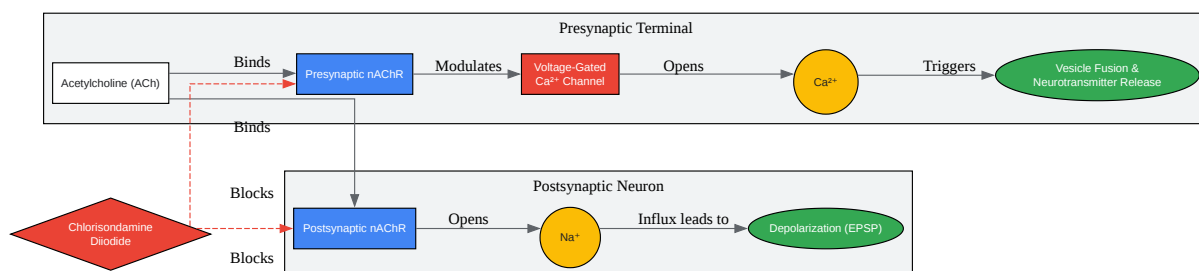 Presynaptic Terminal
Acetylcholine (ACh)
Binds
Presynaptic nAChR
Modulates
Voltage-Gated
Ca²⁺ Channel
Opens
Ca²⁺
Triggers
Vesicle Fusion &
Neurotransmitter Release
Binds
Postsynaptic Neuron
Blocks
Chlorisondamine
Diiodide
Postsynaptic nAChR
Opens
Na⁺
Influx leads to
Depolarization (EPSP)
Blocks